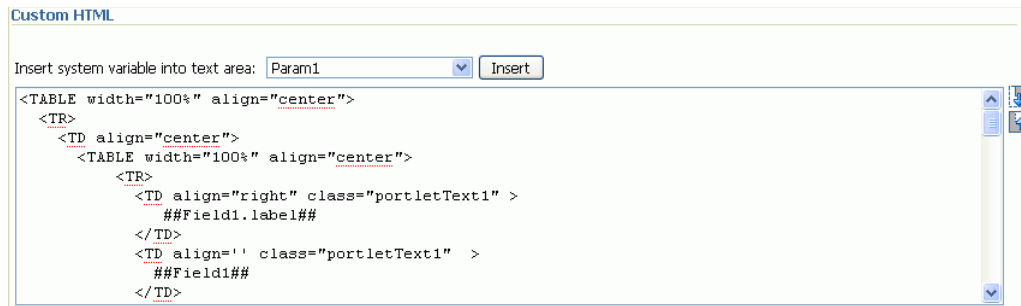 Custom HTML
Insert system variable into text area: Param1 Insert
<TABLE width="100%" align="center">
<TR>
<TD align="center">
<TABLE width="100%" align="center">
<TR>
<TD align="right" class="portletText1" >
##Field1.label##
</TD>
<TD align='' class="portletText1"  >
##Field1##
</TD>